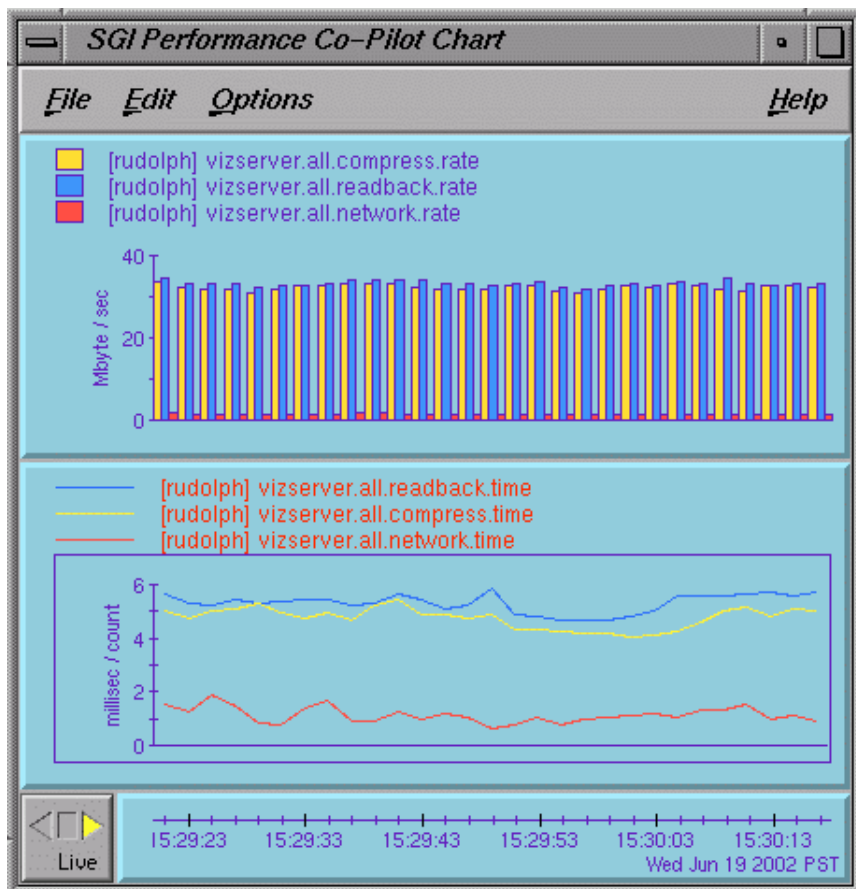 SGI Performance Co-Pilot Chart
File Edit Options Help
[rudolph] vizserver.all.compress.rate
[rudolph] vizserver.all.readback.rate
[rudolph] vizserver.all.network.rate
40
20
0
Mbyte / sec
[rudolph] vizserver.all.readback.time
[rudolph] vizserver.all.compress.time
[rudolph] vizserver.all.network.time
6
4
2
0
millisec / count
Live
15:29:23 15:29:33 15:29:43 15:29:53 15:30:03 15:30:13
Wed Jun 19 2002 PST